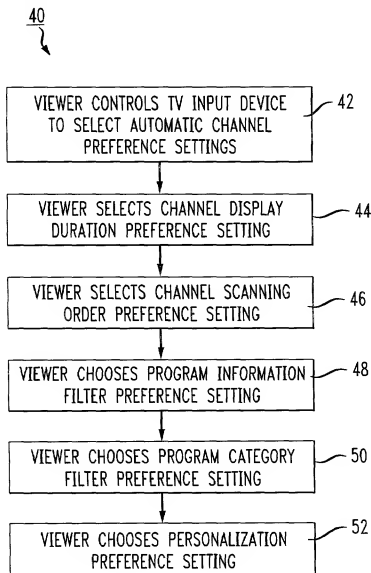 40
VIEWER CONTROLS TV INPUT DEVICE
TO SELECT AUTOMATIC CHANNEL
PREFERENCE SETTINGS
42
VIEWER SELECTS CHANNEL DISPLAY
DURATION PREFERENCE SETTING
44
VIEWER SELECTS CHANNEL SCANNING
ORDER PREFERENCE SETTING
46
VIEWER CHOOSES PROGRAM INFORMATION
FILTER PREFERENCE SETTING
48
VIEWER CHOOSES PROGRAM CATEGORY
FILTER PREFERENCE SETTING
50
VIEWER CHOOSES PERSONALIZATION
PREFERENCE SETTING
52